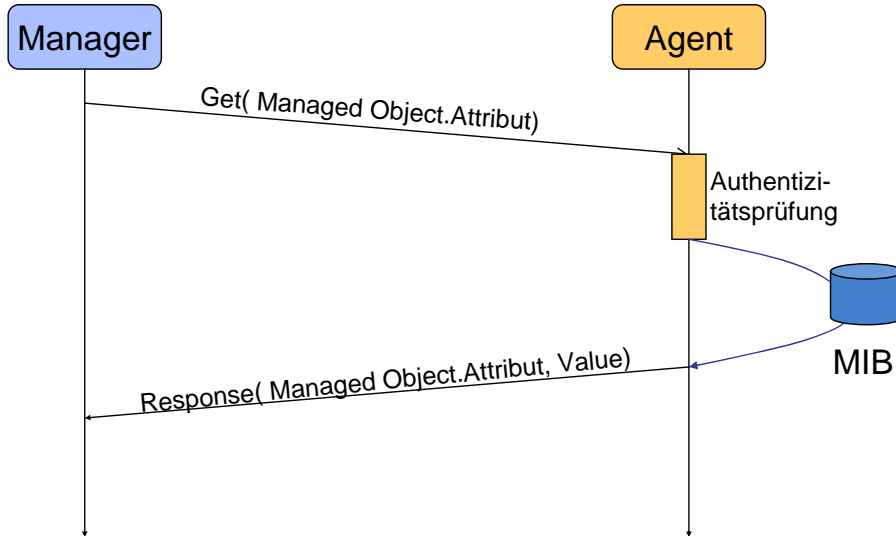 Manager
Agent
Get( Managed Object.Attribut)
Authentizi-
tätsprüfung
MIB
Response( Managed Object.Attribut, Value)